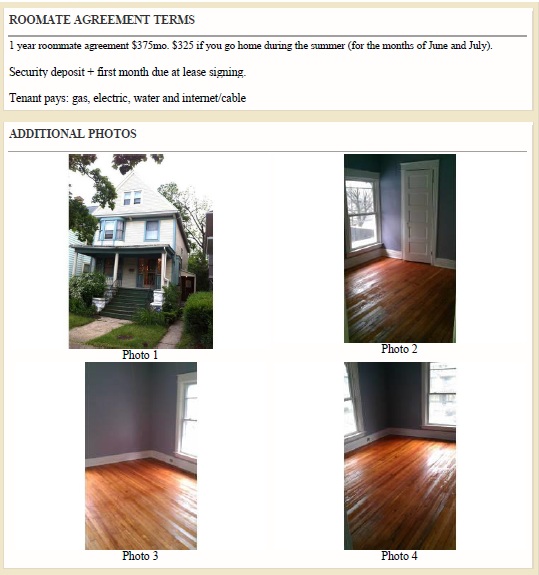 ROOMATE AGREEMENT TERMS
1 year roommate agreement $375mo. $325 if you go home during the summer (for the months of June and July).
Security deposit + first month due at lease signing.
Tenant pays: gas, electric, water and internet/cable
ADDITIONAL PHOTOS
Photo 1
Photo 2
Photo 3
Photo 4